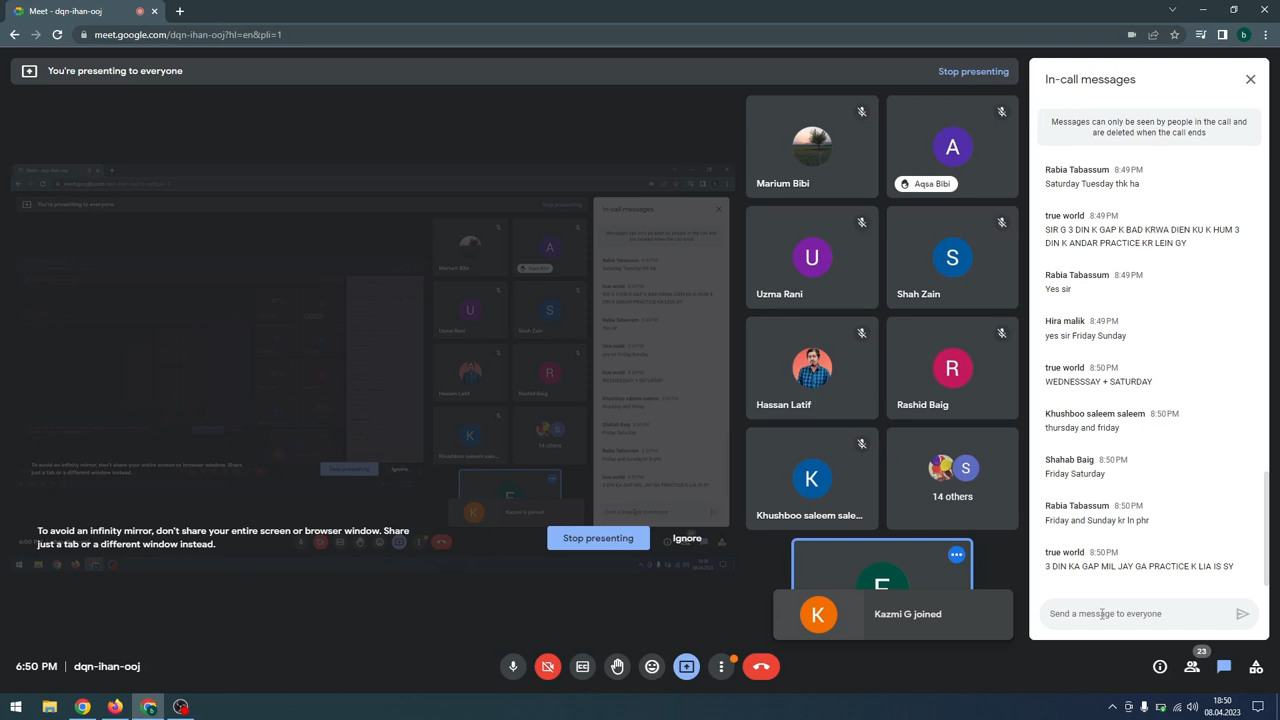 Meet - dqn-ihan-ooj
meet.google.com/dqn-ihan-ooj?hl=en&pli=1
b
You're presenting to everyone
Stop presenting
In-call messages
Messages can only be seen by people in the call and
are deleted when the call ends
Marium Bibi
A
Aqsa Bibi
U
Uzma Rani
S
Shah Zain
Hassan Latif
R
Rashid Baig
K
Khushboo saleem sale...
S
14 others
Rabia Tabassum 8:49 PM
Saturday Tuesday thk ha
true world 8:49 PM
SIR G 3 DIN K GAP K BAD KRWA DIEN KU K HUM 3
DIN K ANDAR PRACTICE KR LEIN GY
Rabia Tabassum 8:49 PM
Yes sir
Hira malik 8:49 PM
yes sir Friday Sunday
true world 8:50 PM
WEDNESSSAY + SATURDAY
Khushboo saleem saleem 8:50 PM
thursday and friday
Shahab Baig 8:50 PM
Friday Saturday
Rabia Tabassum 8:50 PM
Friday and Sunday kr ln phr
true world 8:50 PM
3 DIN KA GAP MIL JAY GA PRACTICE K LIA IS SY
Send a message to everyone
To avoid an infinity mirror, don't share your entire screen or browser window. Share
just a tab or a different window instead.
Stop presenting
Ignore
K
Kazmi G joined
6:50 PM | dqn-ihan-ooj
23
18:50
08.04.2023